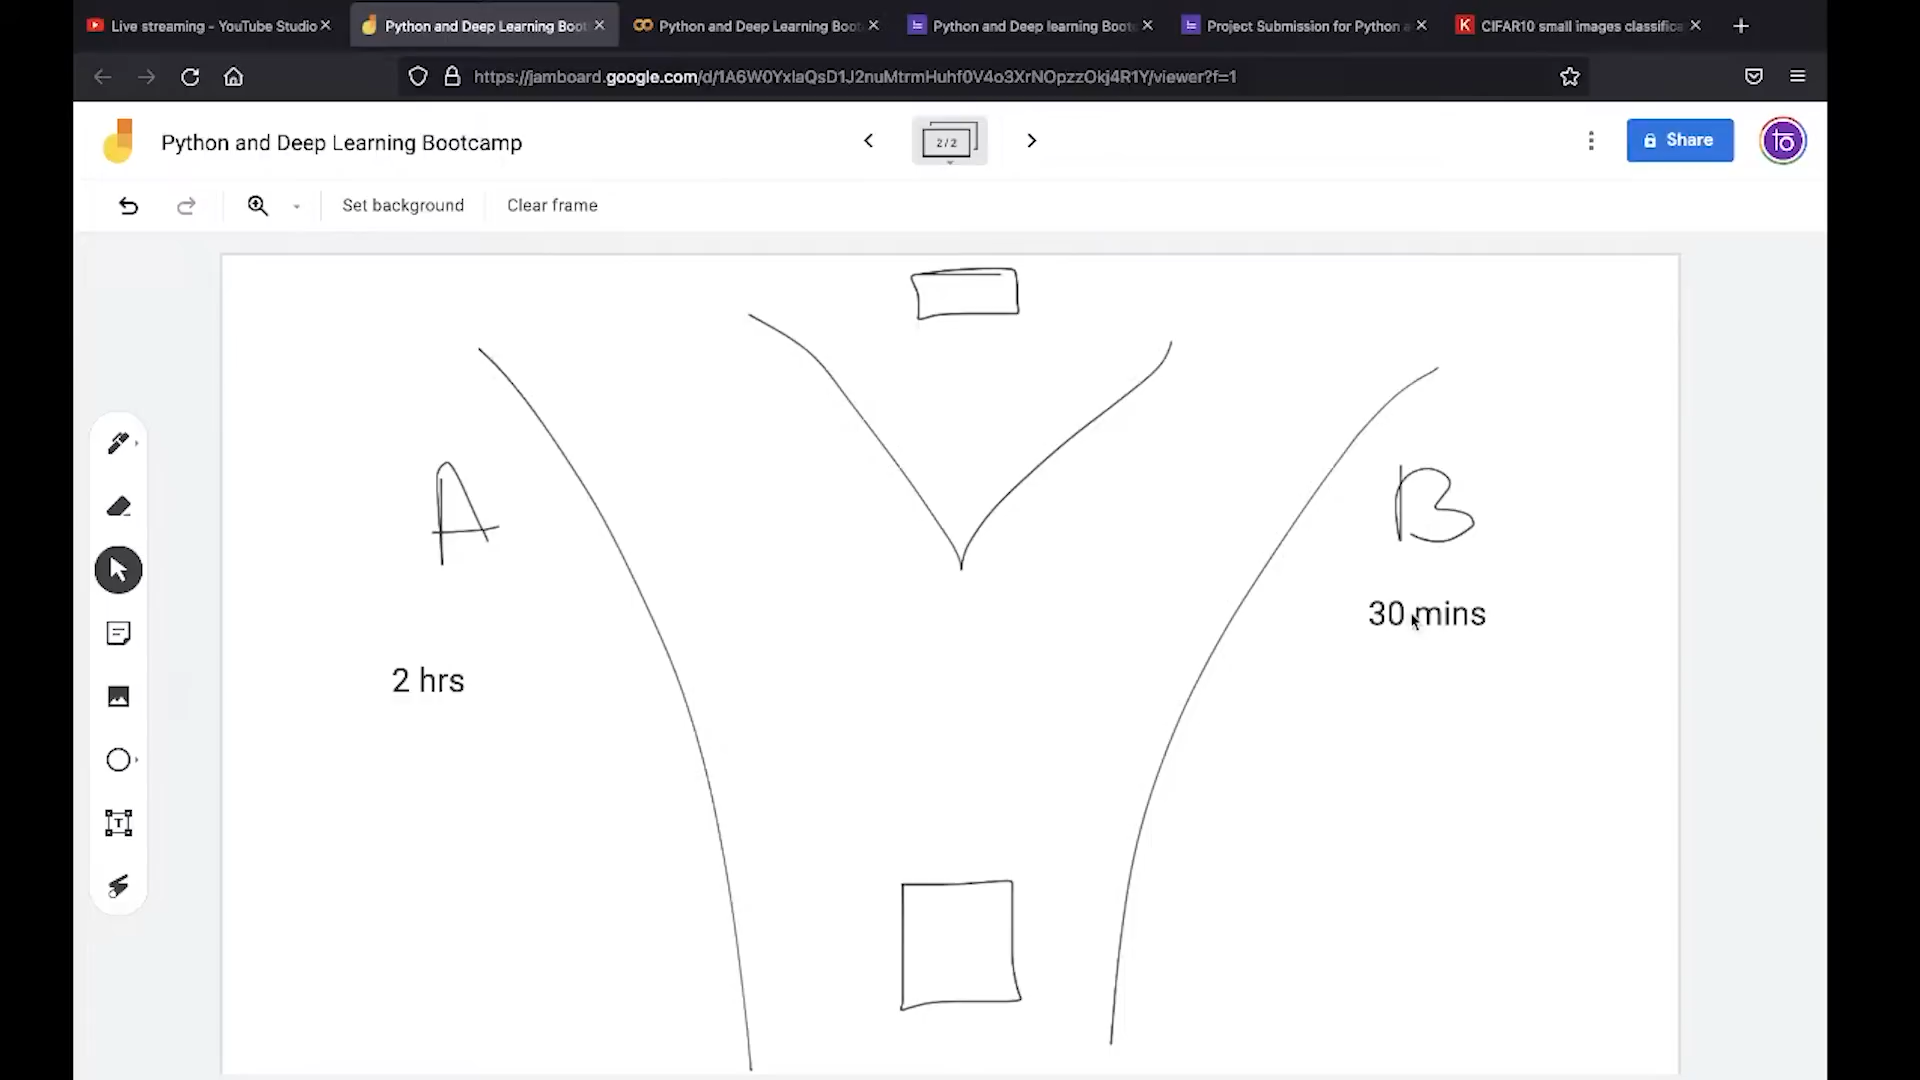 Live streaming - YouTube Studio
Python and Deep Learning Boot
Python and Deep Learning Boot
Python and Deep learning Boot
Project Submission for Python a
CIFAR10 small images classifica
https://jamboard.google.com/d/1A6W0YxlaQsD1J2nuMtrmHuhf0V4o3XrNOpzzOkj4R1Y/viewer?f=1
Python and Deep Learning Bootcamp
2/2
Share
Set background
Clear frame
A
B
30 mins
2 hrs